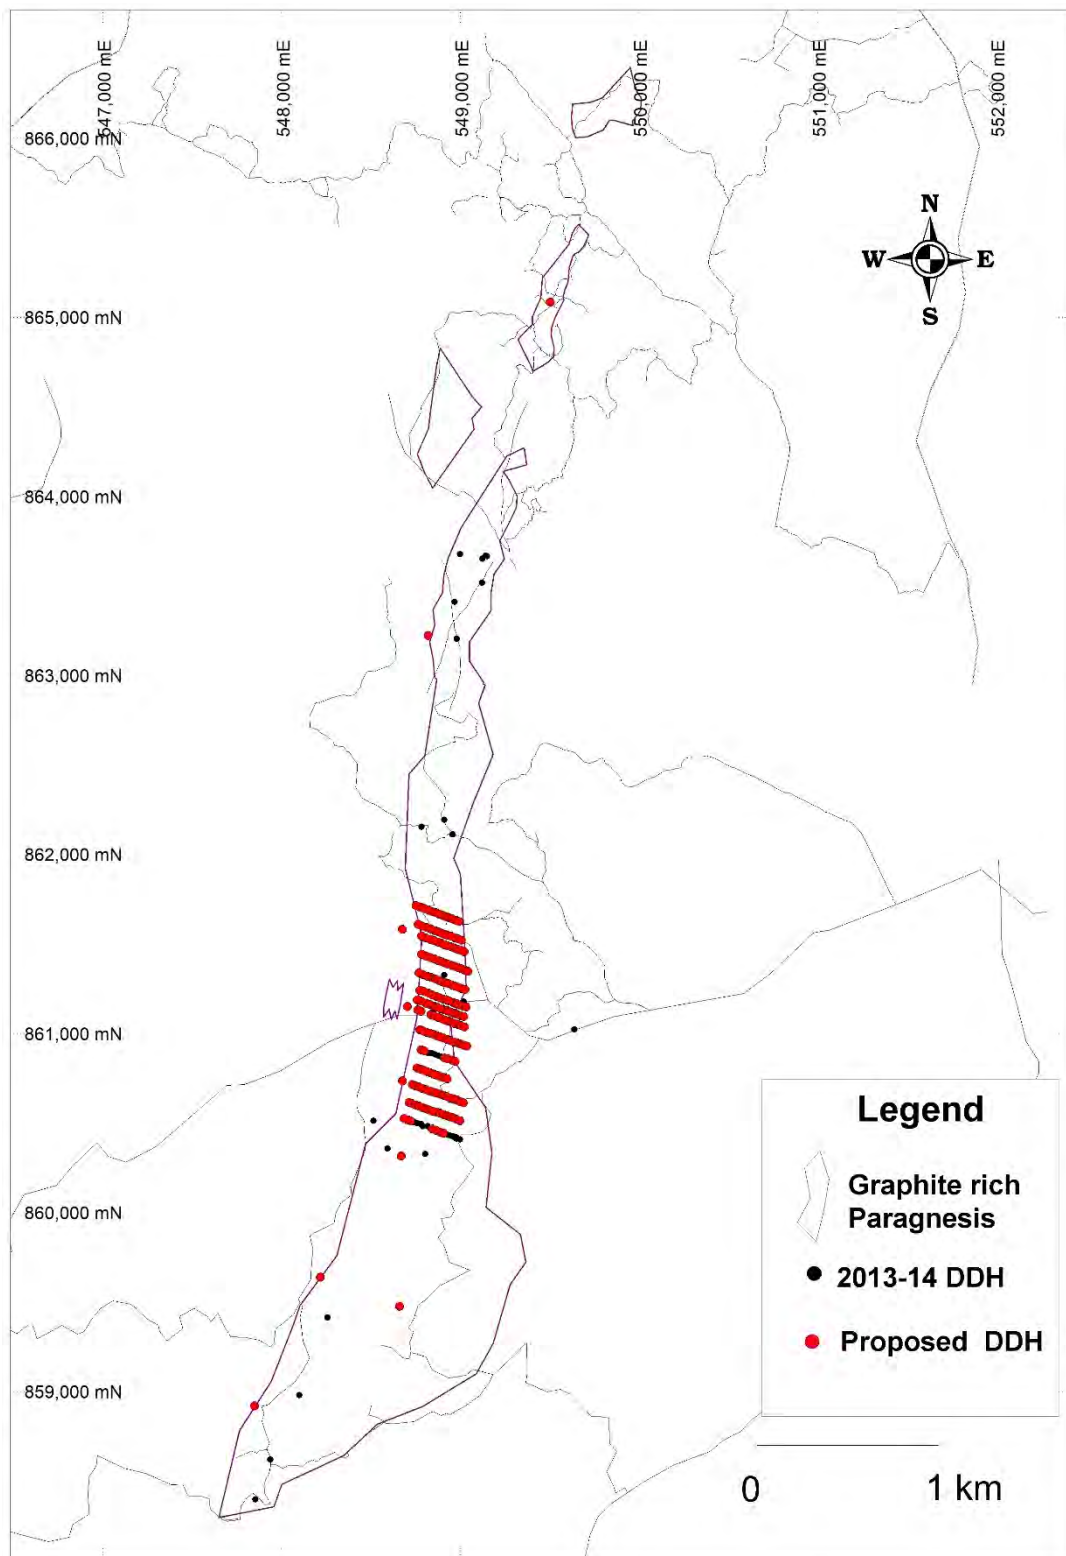 547,000 mE
548,000 mE
549,000 mE
550,000 mE
551,000 mE
552,000 mE
866,000 mN
N
W E
S
865,000 mN
864,000 mN
863,000 mN
862,000 mN
861,000 mN
860,000 mN
859,000 mN
Legend
Graphite rich
Paragnesis
2013-14 DDH
Proposed DDH
0 1 km